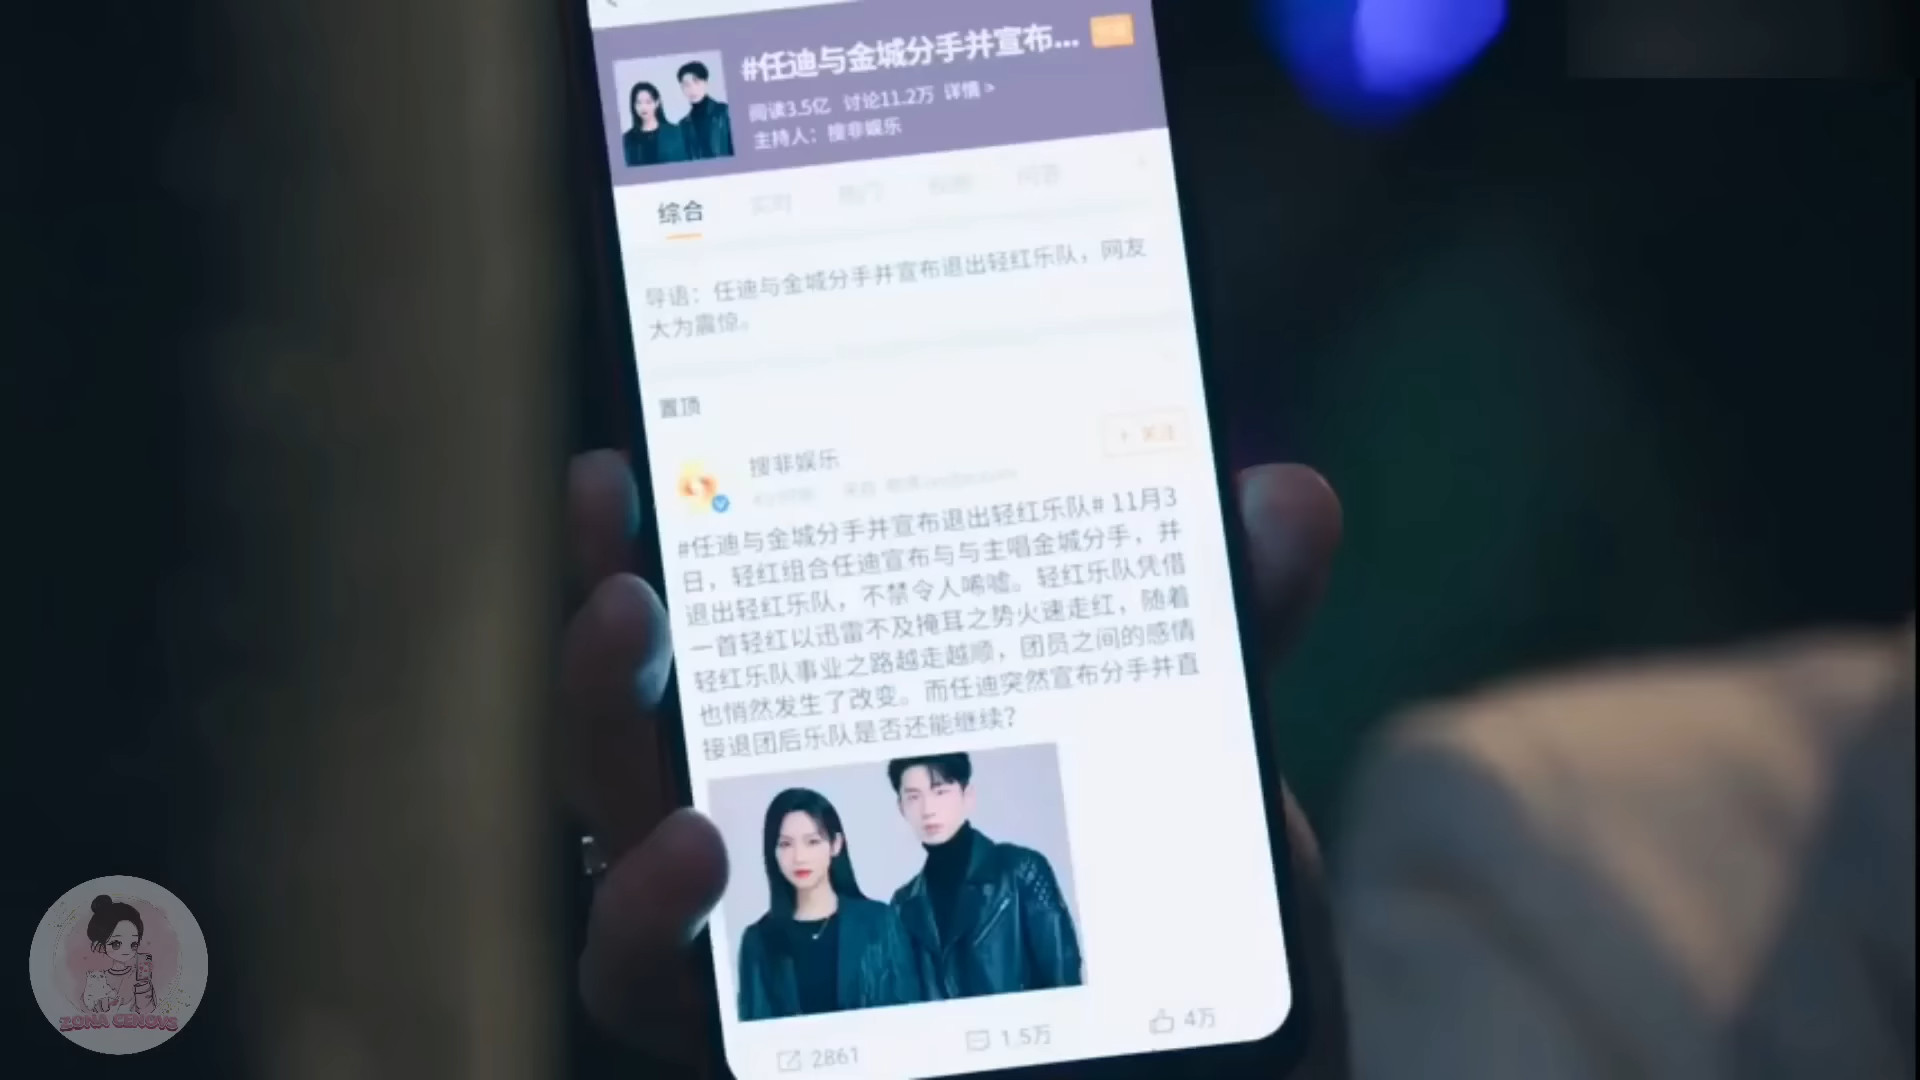 #任迪与金城分手并宣布...
阅读3.5亿 讨论11.2万 详情>
主持人：搜非娱乐
综合
问答
导语：任迪与金城分手并宣布退出轻红乐队，网友
大为震惊。
置顶
+ 关注
搜非娱乐
#任迪与金城分手并宣布退出轻红乐队# 11月3
日，轻红组合任迪宣布与与主唱金城分手，并
退出轻红乐队，不禁令人唏嘘。轻红乐队凭借
一首轻红以迅雷不及掩耳之势火速走红，随着
轻红乐队事业之路越走越顺，团员之间的感情
也悄然发生了改变。而任迪突然宣布分手并直
接退团后乐队是否还能继续？
2861
1.5万
4万
ZONA CENOVS